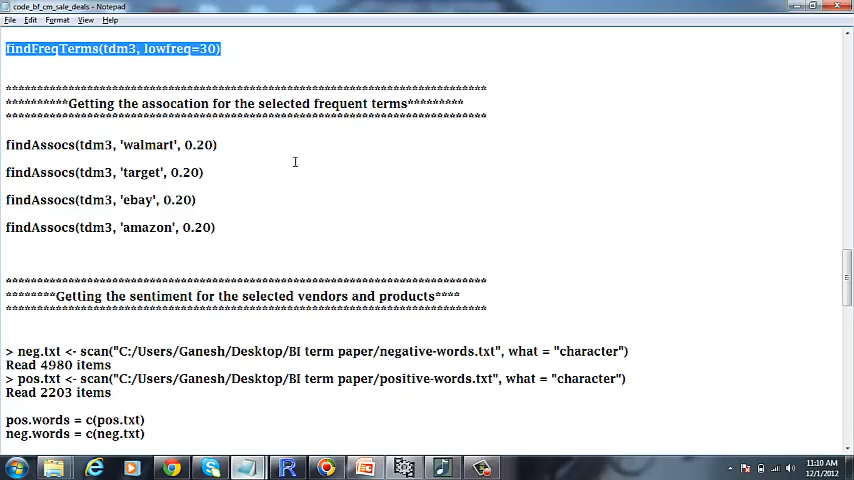 code_bf_cm_sale_deals - Notepad
File Edit Format View Help
findFreqTerms(tdm3, lowfreq=30)
******************************************************************************
**********Getting the assocation for the selected frequent terms*********
******************************************************************************
findAssocs(tdm3, 'walmart', 0.20)
findAssocs(tdm3, 'target', 0.20)
findAssocs(tdm3, 'ebay', 0.20)
findAssocs(tdm3, 'amazon', 0.20)
******************************************************************************
********Getting the sentiment for the selected vendors and products****
******************************************************************************
> neg.txt <- scan("C:/Users/Ganesh/Desktop/BI term paper/negative-words.txt", what = "character")
Read 4980 items
> pos.txt <- scan("C:/Users/Ganesh/Desktop/BI term paper/positive-words.txt", what = "character")
Read 2203 items
pos.words = c(pos.txt)
neg.words = c(neg.txt)
11:10 AM
12/1/2012